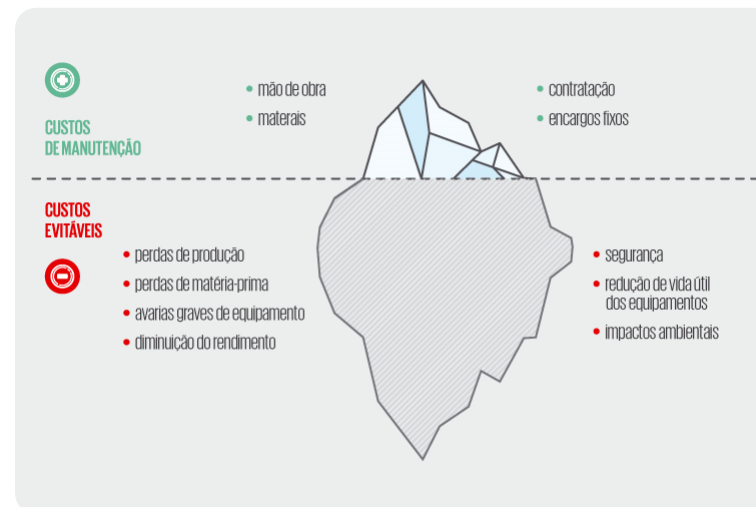 CUSTOS
DE MANUTENÇÃO
• mão de obra
• materais
• contratação
• encargos fixos
CUSTOS
EVITÁVEIS
• perdas de produção
• perdas de matéria-prima
• avarias graves de equipamento
• diminuição do rendimento
• segurança
• redução de vida útil
dos equipamentos
• impactos ambientais